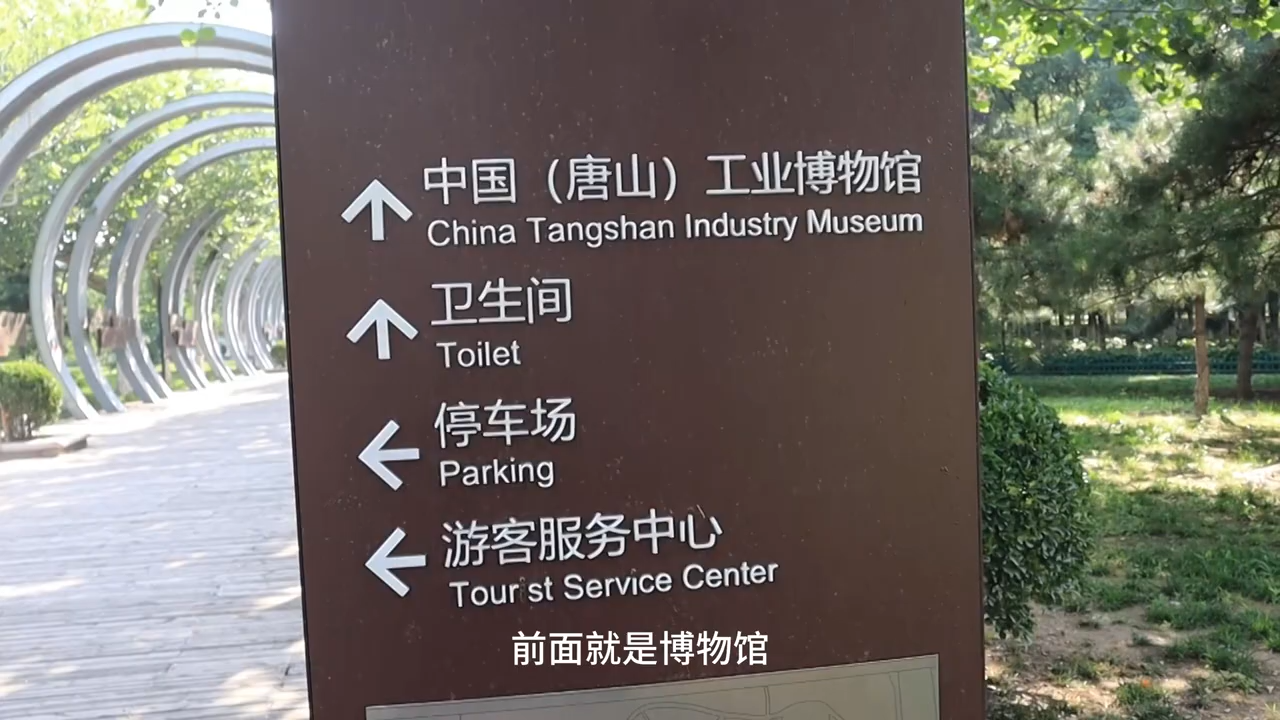 中国（唐山）工业博物馆
China Tangshan Industry Museum
卫生间
Toilet
停车场
Parking
游客服务中心
Tour st Service Center
前面就是博物馆